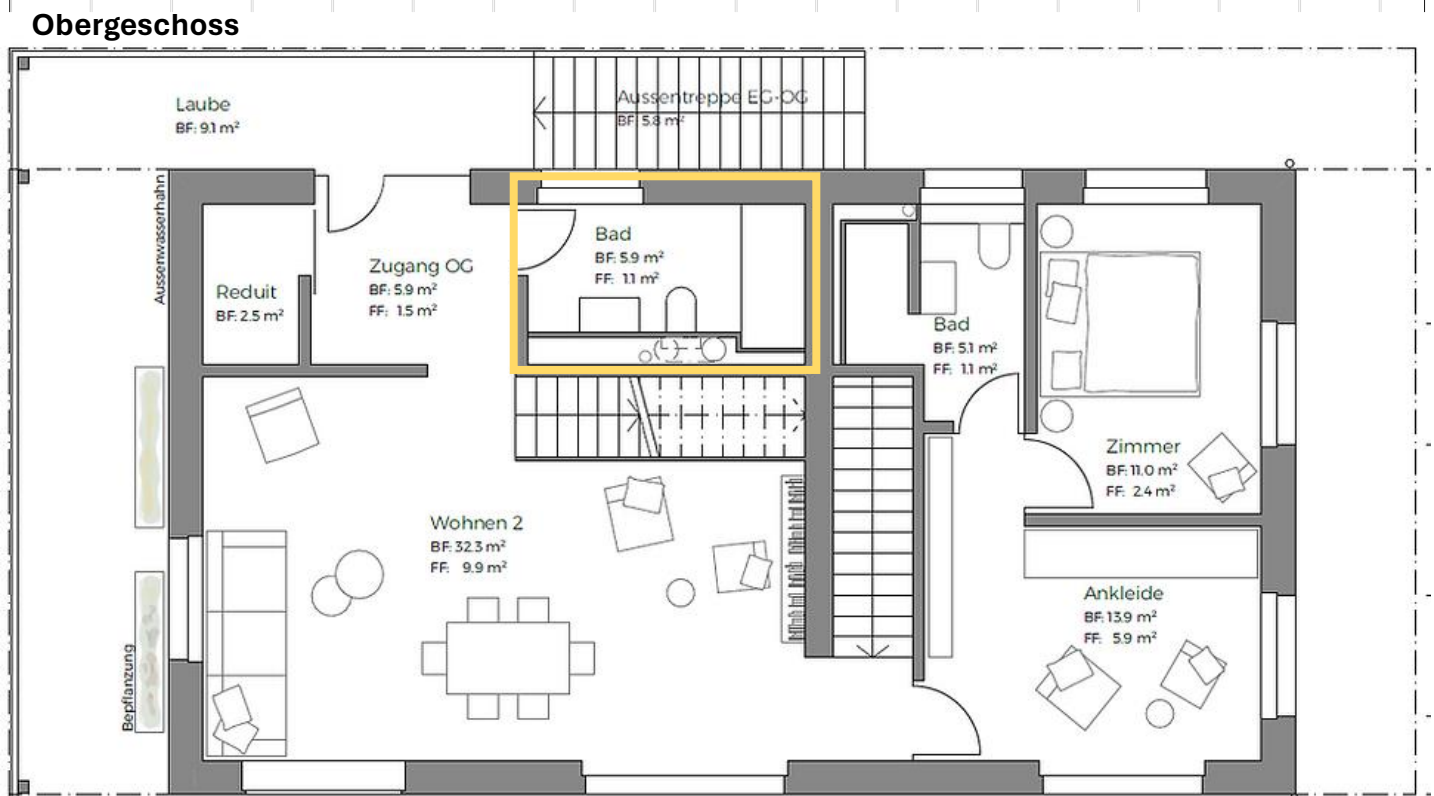 Obergeschoss
Laube
BF: 9.1 m²
Aussentreppe EG-OG
BF: 5.8 m²
Aussenwasserhahn
Reduit
BF: 2.5 m²
Zugang OG
BF: 5.9 m²
FF: 1.5 m²
Bad
BF: 5.9 m²
FF: 1.1 m²
Bad
BF: 5.1 m²
FF: 1.1 m²
Zimmer
BF: 11.0 m²
FF: 2.4 m²
Wohnen 2
BF: 32.3 m²
FF: 9.9 m²
Ankleide
BF: 13.9 m²
FF: 5.9 m²
Bepflanzung